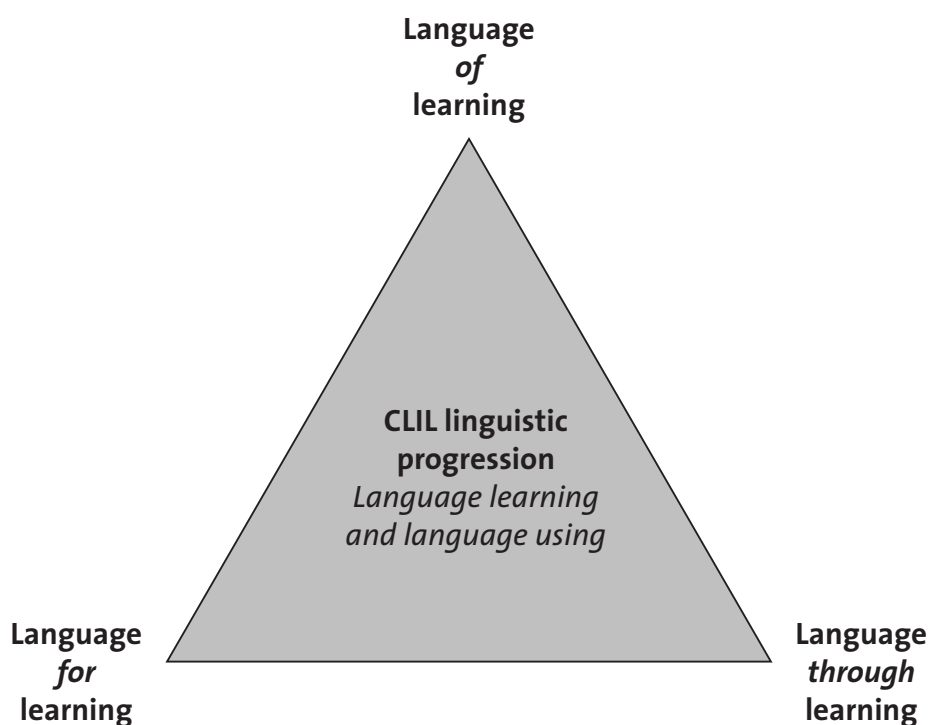 Language
of
learning
CLIL linguistic
progression
Language learning
and language using
Language
for
learning
Language
through
learning